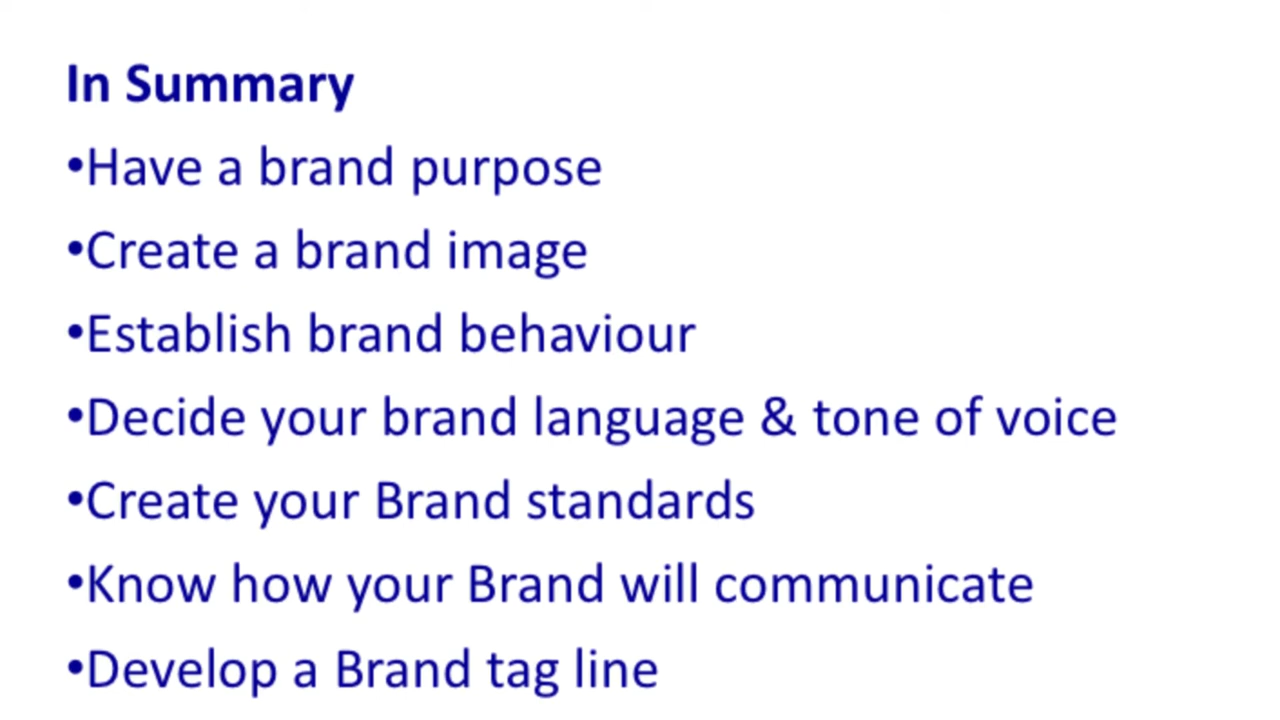 In Summary
•Have a brand purpose
•Create a brand image
•Establish brand behaviour
•Decide your brand language & tone of voice
•Create your Brand standards
•Know how your Brand will communicate
•Develop a Brand tag line